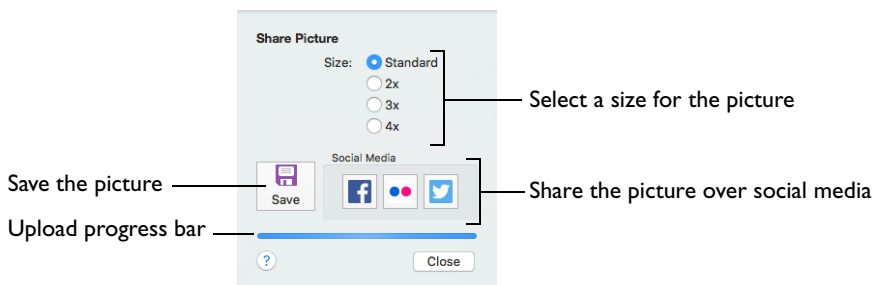 Share Picture
Size: Standard
2x
3x
4x
Select a size for the picture
Social Media
Save the picture
Save
f
Share the picture over social media
Upload progress bar
?
Close